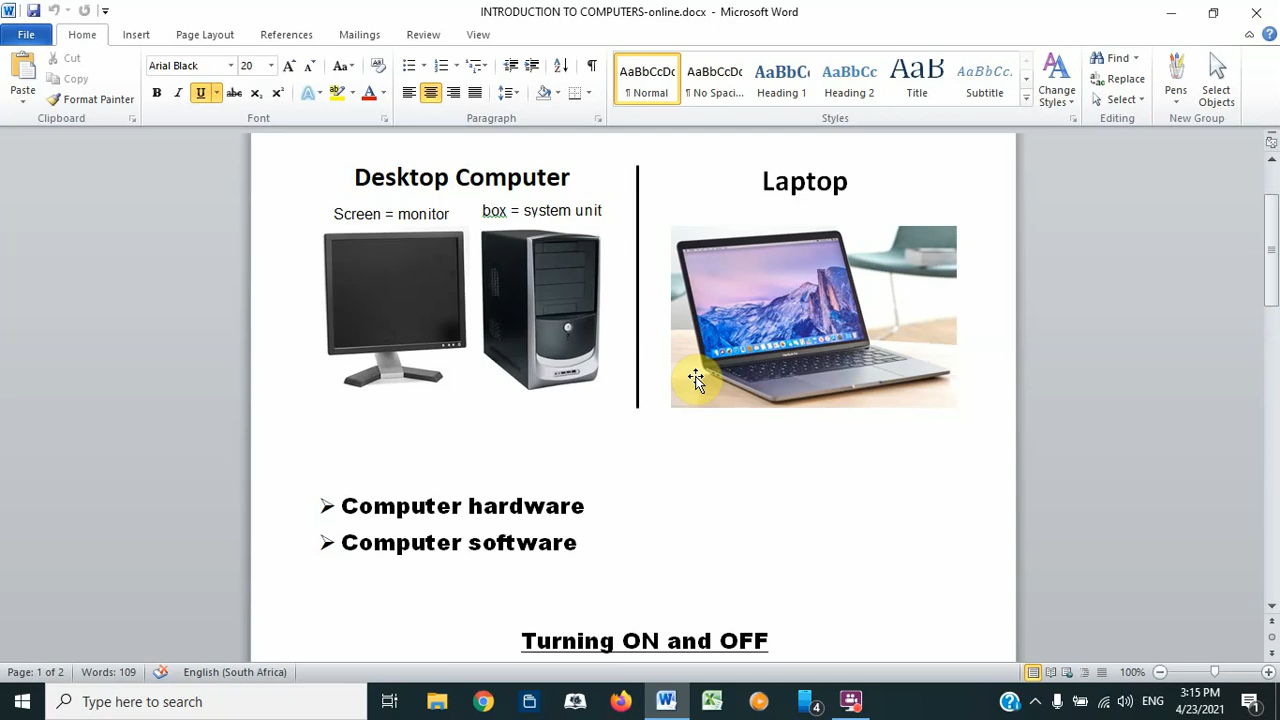 INTRODUCTION TO COMPUTERS-online.docx - Microsoft Word
File Home Insert Page Layout References Mailings Review View
Paste
Cut
Copy
Format Painter
Clipboard
Arial Black 20
Font
Paragraph
AaBbCcDc
¶ Normal
AaBbCcDc
¶ No Spaci...
AaBbC
Heading 1
AaBbCc
Heading 2
AaB
Title
AaBbCcD
Subtitle
Styles
Change
Styles
Find
Replace
Select
Editing
Pens
Select
Objects
New Group
Desktop Computer
Screen = monitor
box = system unit
Laptop
Computer hardware
Computer software
Turning ON and OFF
Page: 1 of 2 Words: 109 English (South Africa) 100%
Type here to search
4
ENG
3:15 PM
4/23/2021
1